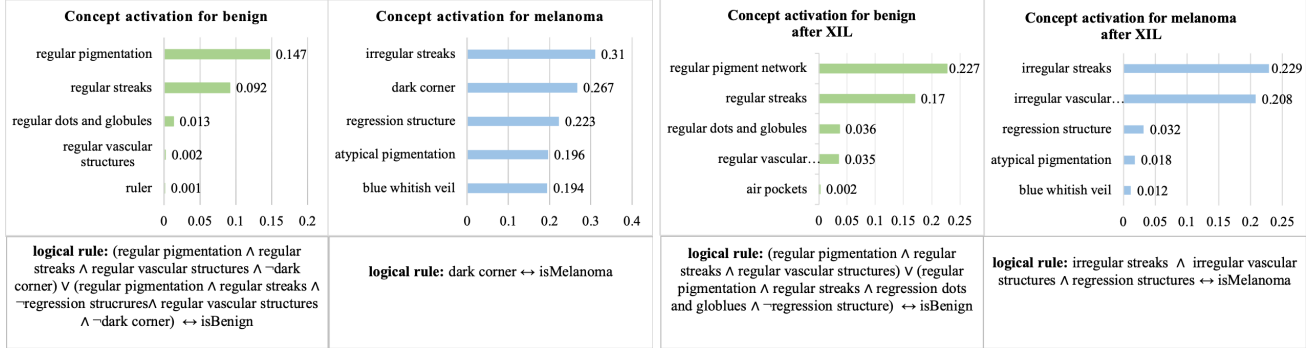 Concept activation for benign
regular pigmentation
0.147
regular streaks
0.092
regular dots and globules
0.013
regular vascular
structures
0.002
ruler
0.001
0 0.05 0.1 0.15 0.2
logical rule: (regular pigmentation ∧ regular
streaks ∧ regular vascular structures ∧ ¬dark
corner) ∨ (regular pigmentation ∧ regular streaks ∧
¬regression strucrures∧ regular vascular structures
∧ ¬dark corner) ↔ isBenign
Concept activation for melanoma
irregular streaks
0.31
dark corner
0.267
regression structure
0.223
atypical pigmentation
0.196
blue whitish veil
0.194
0 0.1 0.2 0.3 0.4
logical rule: dark corner ↔ isMelanoma
Concept activation for benign
after XIL
regular pigment network
0.227
regular streaks
0.17
regular dots and globules
0.036
regular vascular…
0.035
air pockets
0.002
0 0.05 0.1 0.15 0.2 0.25
logical rule: (regular pigmentation ∧ regular
streaks ∧ regular vascular structures) ∨ (regular
pigmentation ∧ regular streaks ∧ regression dots
and globlues ∧ ¬regression structure) ↔ isBenign
Concept activation for melanoma
after XIL
irregular streaks
0.229
irregular vascular…
0.208
regression structure
0.032
atypical pigmentation
0.018
blue whitish veil
0.012
0 0.05 0.1 0.15 0.2 0.25
logical rule: irregular streaks ∧ irregular vascular
structures ∧ regression structures ↔ isMelanoma